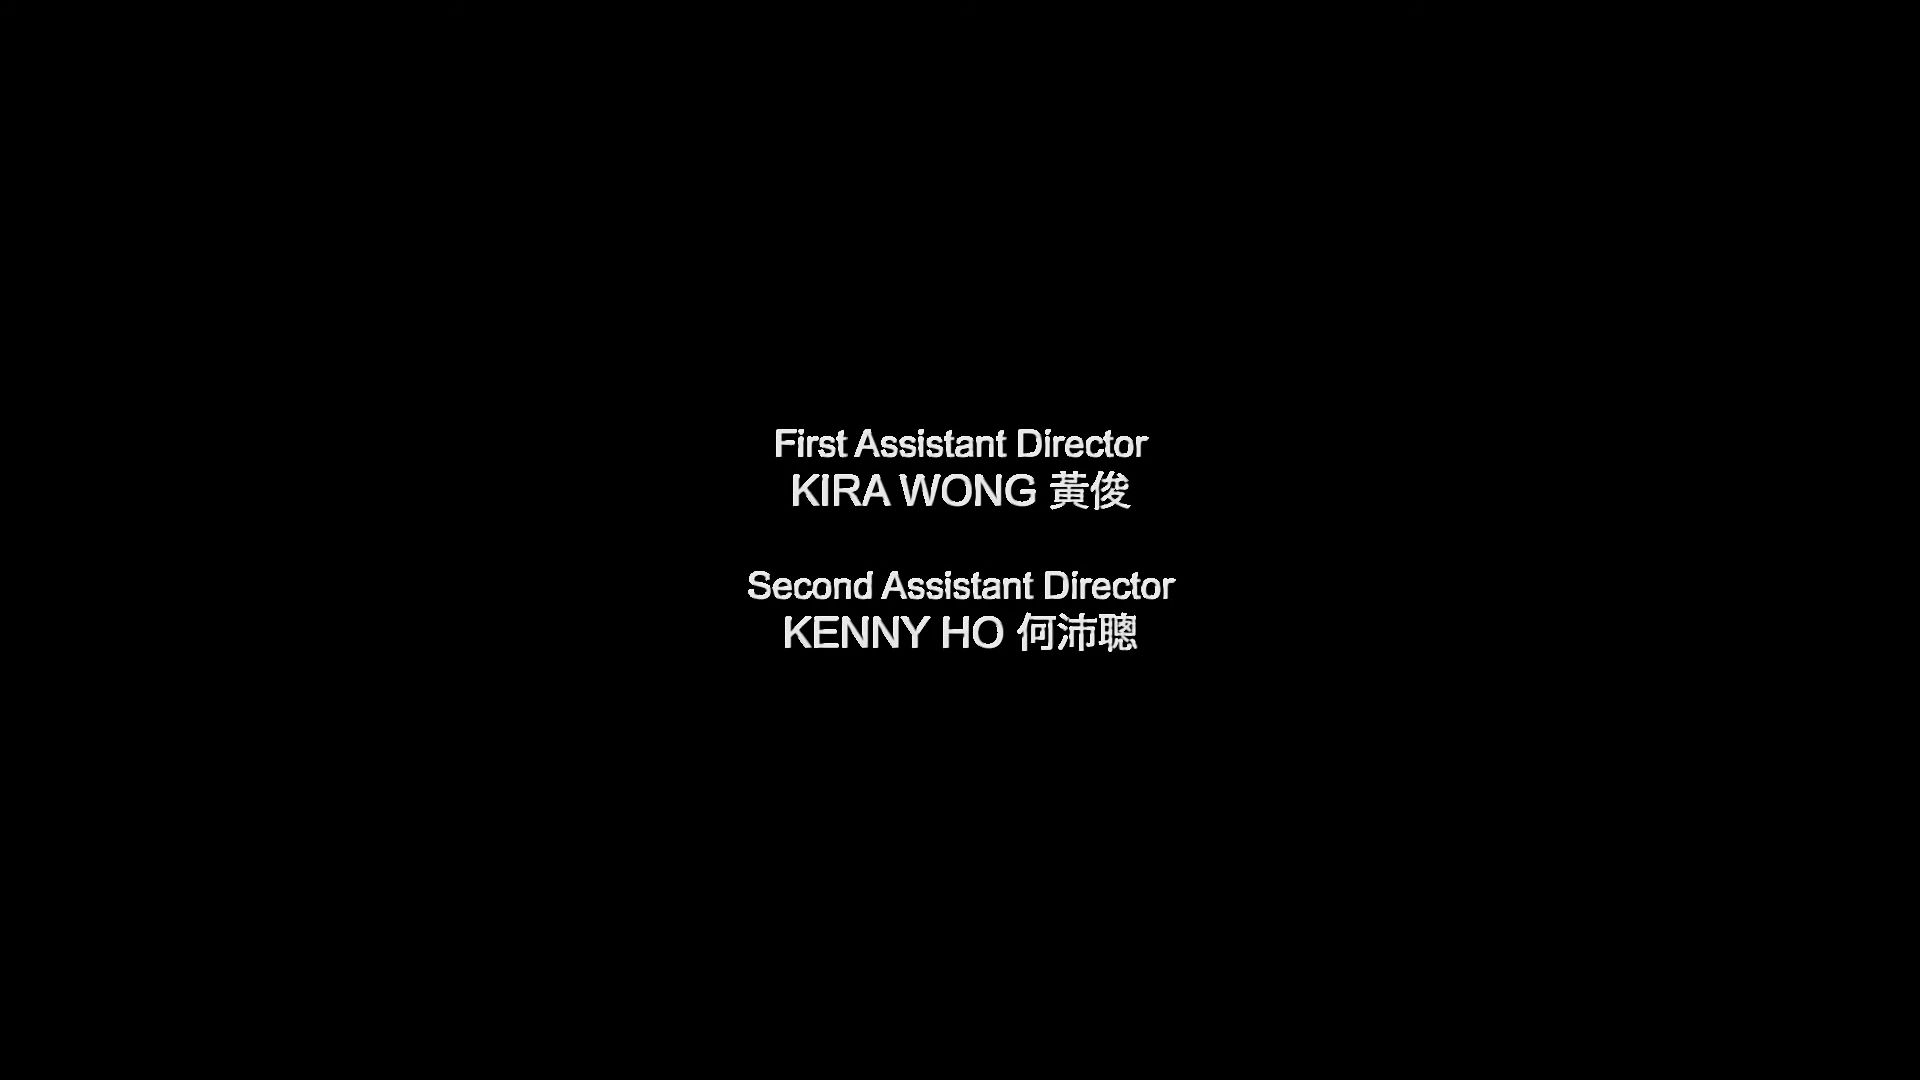 First Assistant Director
KIRA WONG 黃俊
Second Assistant Director
KENNY HO 何沛聰